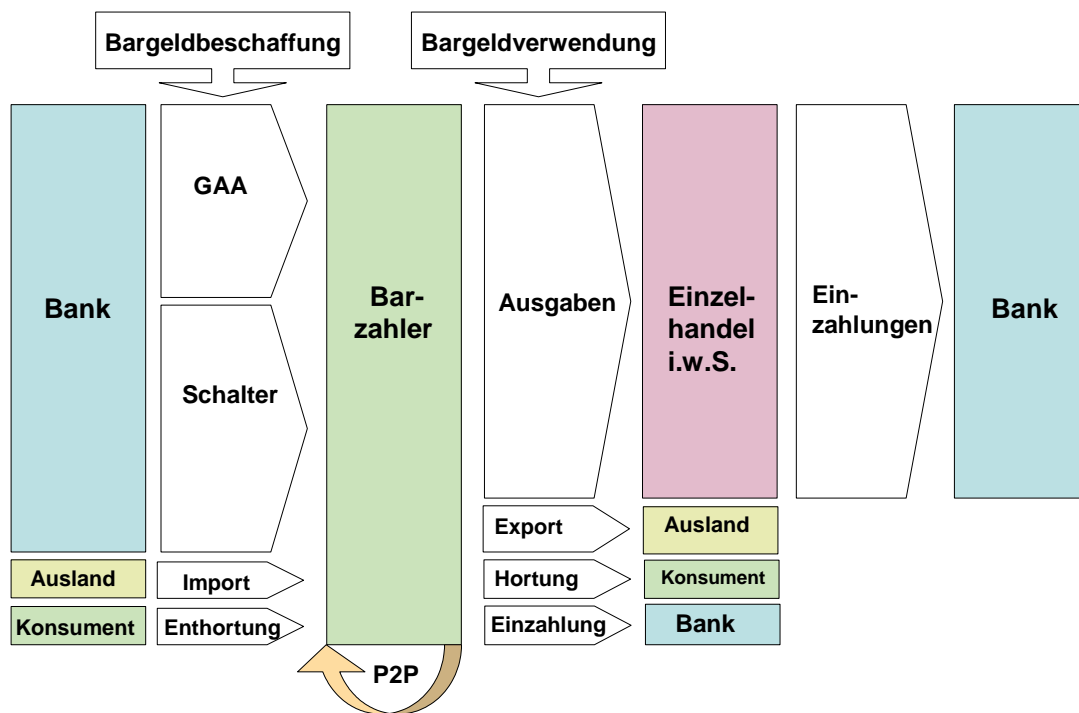 Bargeldbeschaffung
Bargeldverwendung
Bank
GAA
Schalter
Bar-
zahler
Ausgaben
Einzel-
handel
i.w.S.
Ein-
zahlungen
Bank
Ausland
Import
Konsument
Enthortung
Export
Ausland
Hortung
Konsument
Einzahlung
Bank
P2P